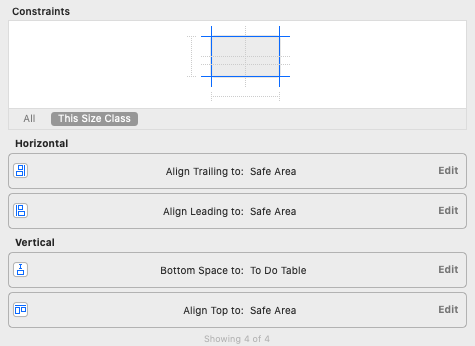 Constraints
All This Size Class
Horizontal
Align Trailing to: Safe Area Edit
Align Leading to: Safe Area Edit
Vertical
Bottom Space to: To Do Table Edit
Align Top to: Safe Area Edit
Showing 4 of 4